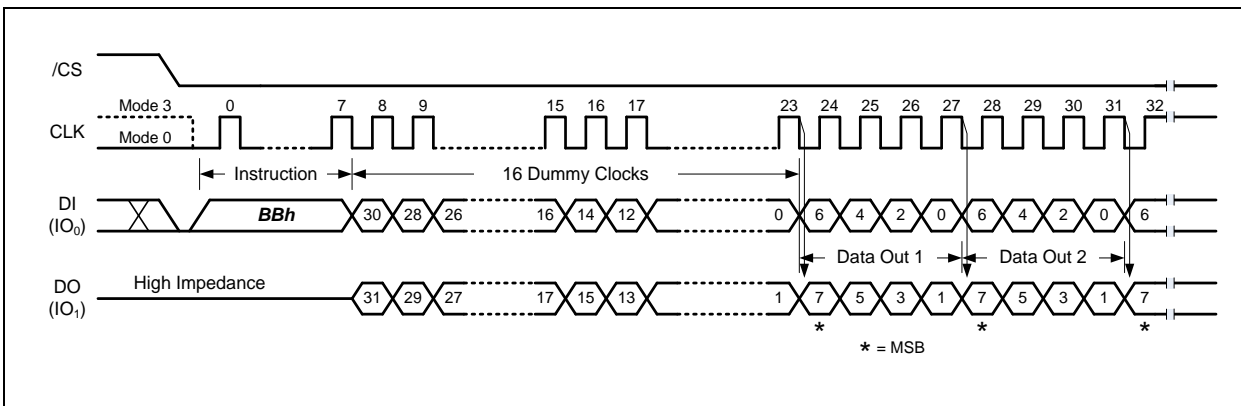 /CS
Mode 3 0 7 8 9 15 16 17 23 24 25 26 27 28 29 30 31 32
CLK Mode 0
Instruction 16 Dummy Clocks
DI
(IO0) BBh 30 28 26 16 14 12 0 6 4 2 0 6 4 2 0 6
Data Out 1 Data Out 2
DO High Impedance
(IO1) 31 29 27 17 15 13 1 7 5 3 1 7 5 3 1 7
* * *
* = MSB